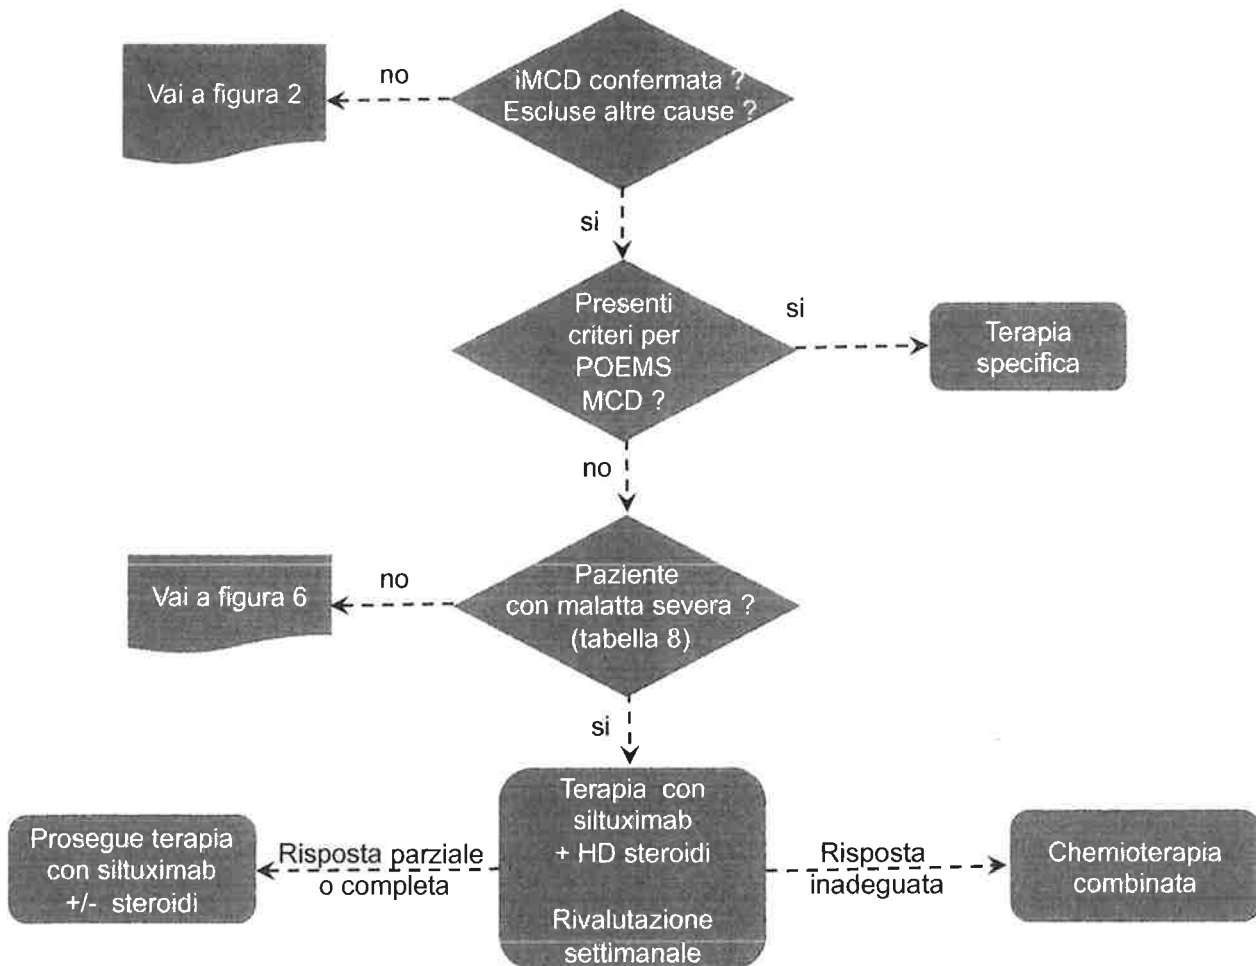 iMCD confermata ?
Escluse altre cause ?
no
Vai a figura 2
si
Presenti
criteri per
POEMS
MCD ?
si
Terapia
specifica
no
Paziente
con malatta severa ?
(tabella 8)
no
Vai a figura 6
si
Terapia con
siltuximab
+ HD steroidi
Rivalutazione
settimanale
Risposta parziale
o completa
Prosegue terapia
con siltuximab
+/- steroidi
Risposta
inadeguata
Chemioterapia
combinata